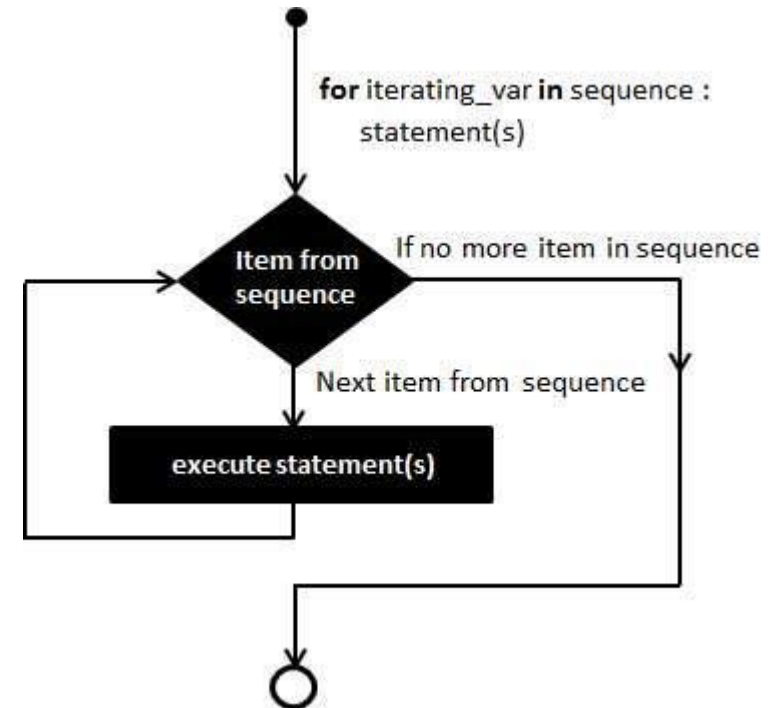 for iterating_var in sequence :
statement(s)
If no more item in sequence
Item from
sequence
Next item from sequence
execute statement(s)